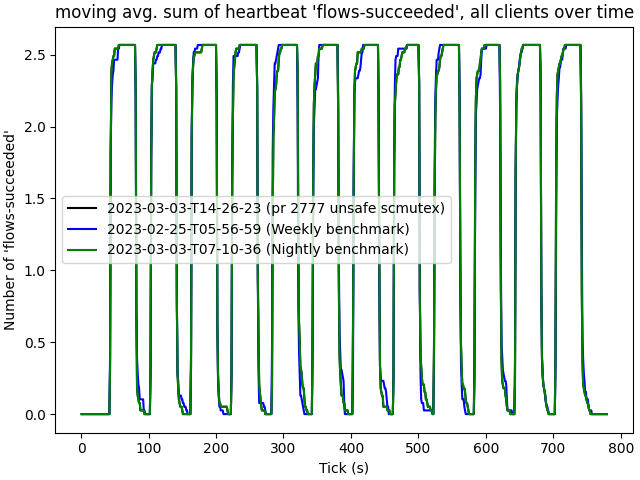 moving avg. sum of heartbeat 'flows-succeeded', all clients over time
Number of 'flows-succeeded'
2.5
2.0
1.5
1.0
0.5
0.0
2023-03-03-T14-26-23 (pr 2777 unsafe scmutex)
2023-02-25-T05-56-59 (Weekly benchmark)
2023-03-03-T07-10-36 (Nightly benchmark)
0 100 200 300 400 500 600 700 800
Tick (s)